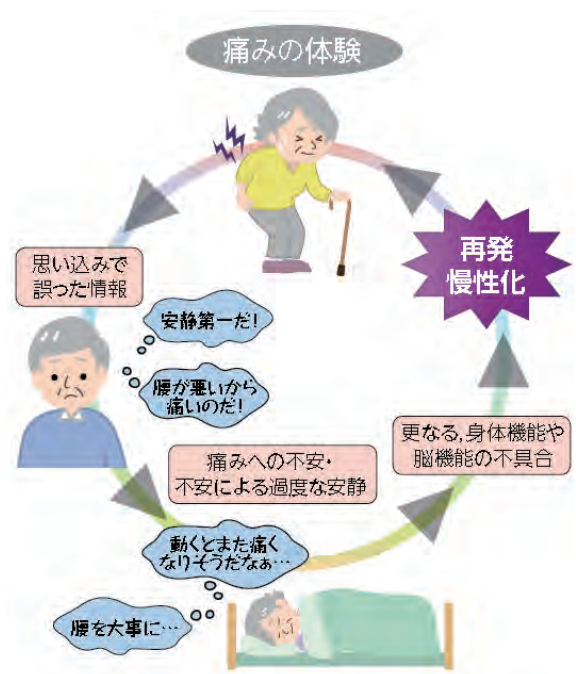 痛みの体験
思い込みで
誤った情報
安静第一だ!
腰が悪いから
痛いのだ!
痛みへの不安・
不安による過度な安静
動くとまた痛く
なりそうだなぁ…
腰を大事に…
更なる,身体機能や
脳機能の不具合
再発
慢性化